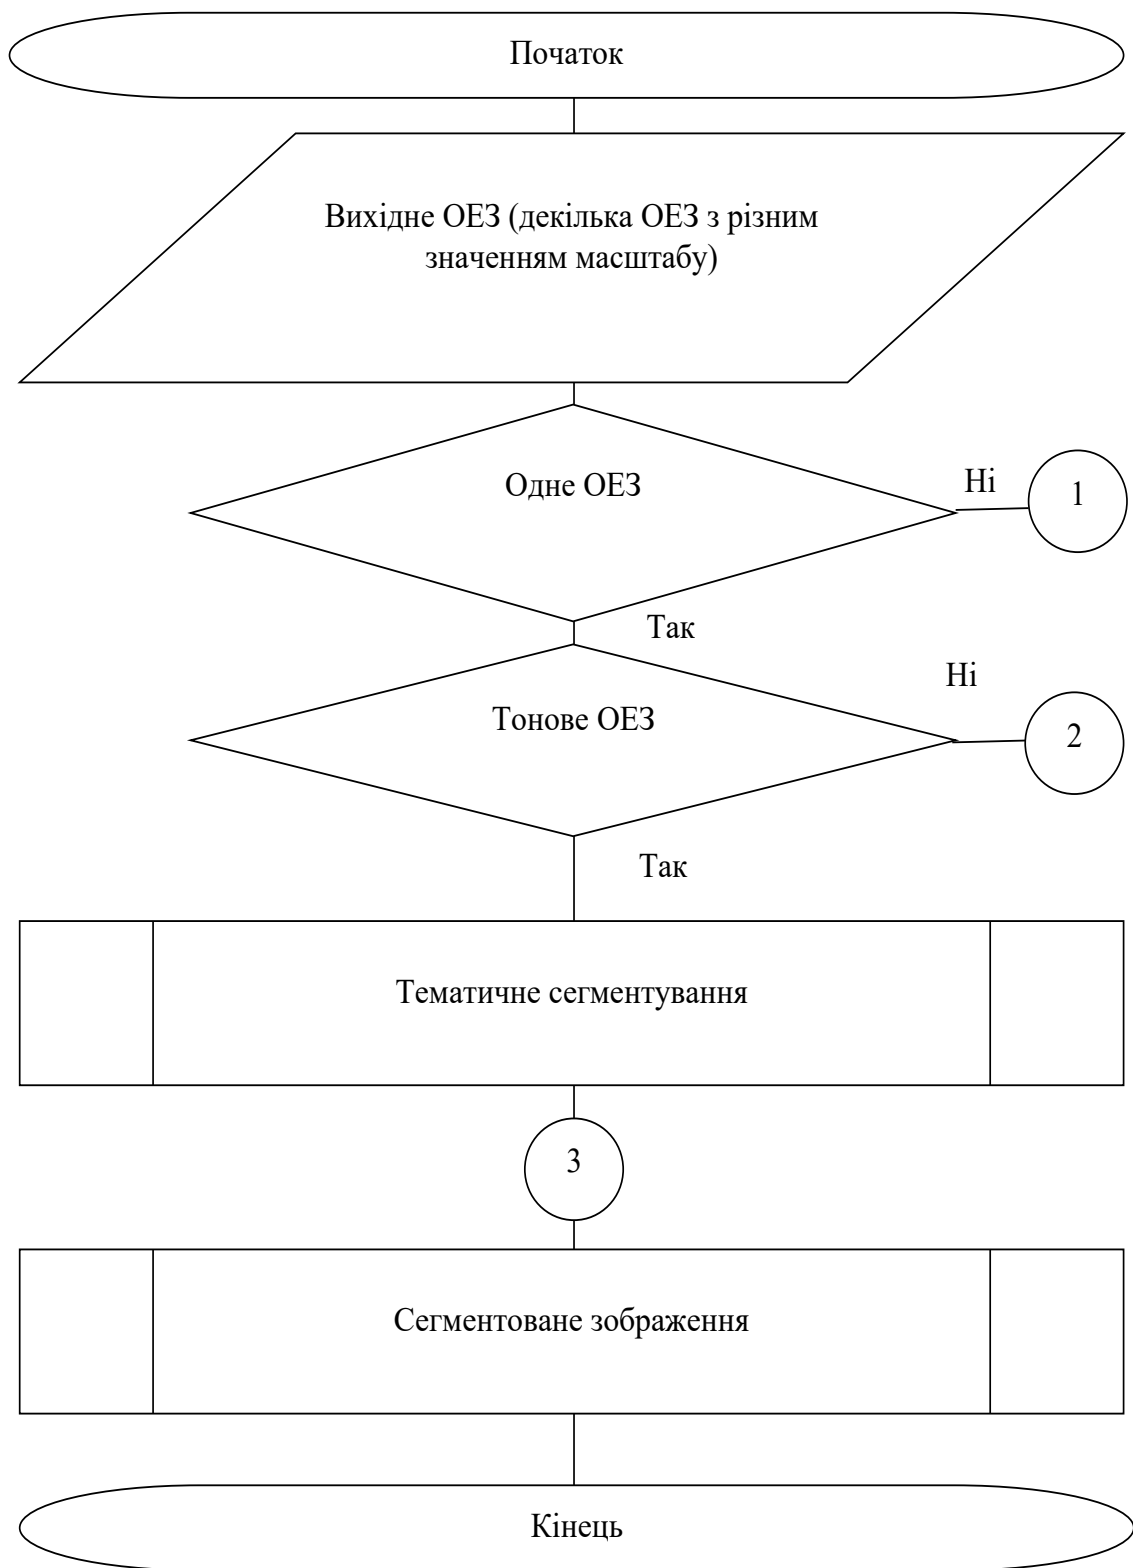 Початок
Вихідне ОЕЗ (декілька ОЕЗ з різним
значенням масштабу)
Одне ОЕЗ
Ні
1
Так
Ні
Тонове ОЕЗ
2
Так
Тематичне сегментування
3
Сегментоване зображення
Кінець